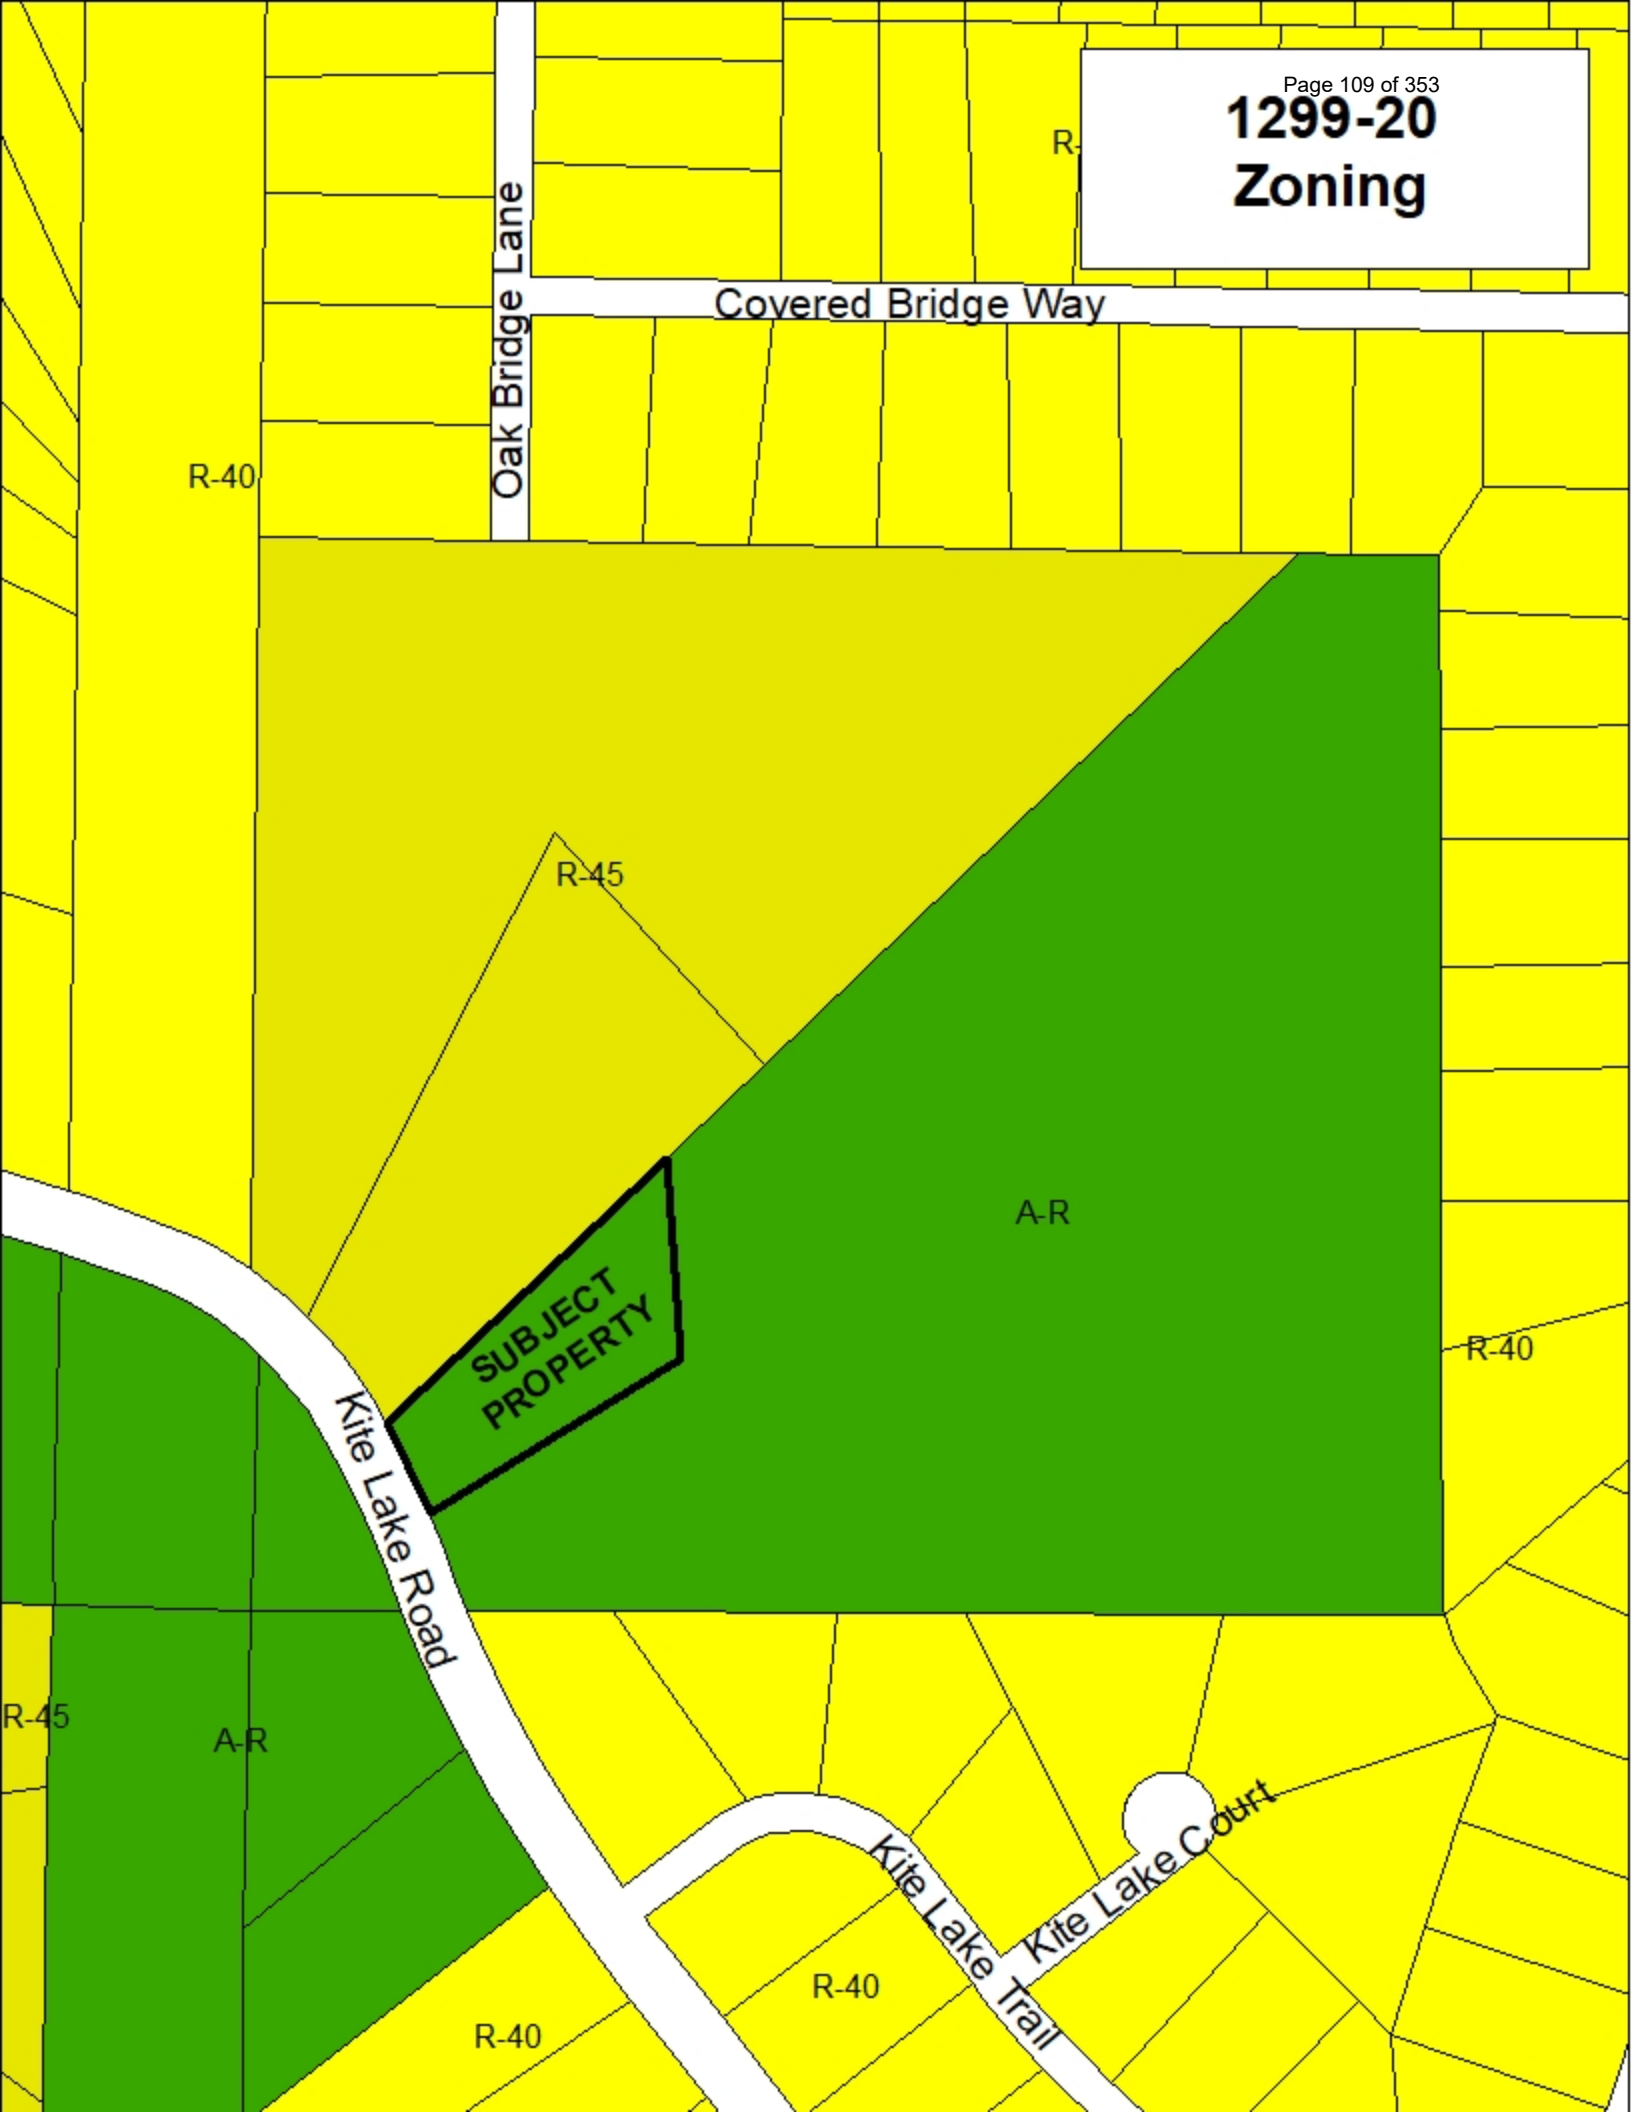 Page 109 of 353
1299-20
Zoning
R-
Oak Bridge Lane
Covered Bridge Way
R-40
R-45
A-R
SUBJECT
PROPERTY
R-40
Kite Lake Road
R-45
A-R
Kite Lake Court
Kite Lake Trail
R-40
R-40